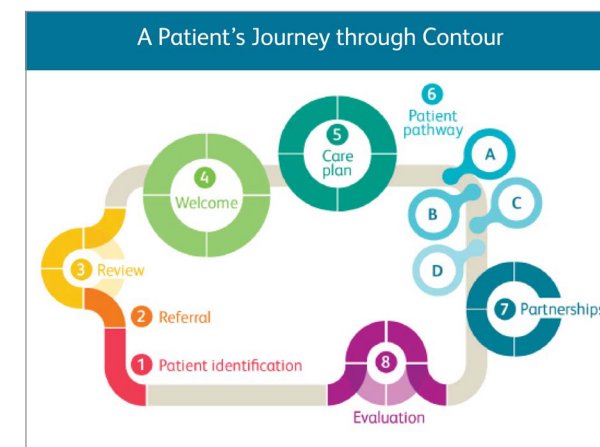 A Patient's Journey through Contour
1 Patient identification
2 Referral
3 Review
4
Welcome
5
Care
plan
6
Patient
pathway
A
B
C
D
7 Partnerships
8
Evaluation